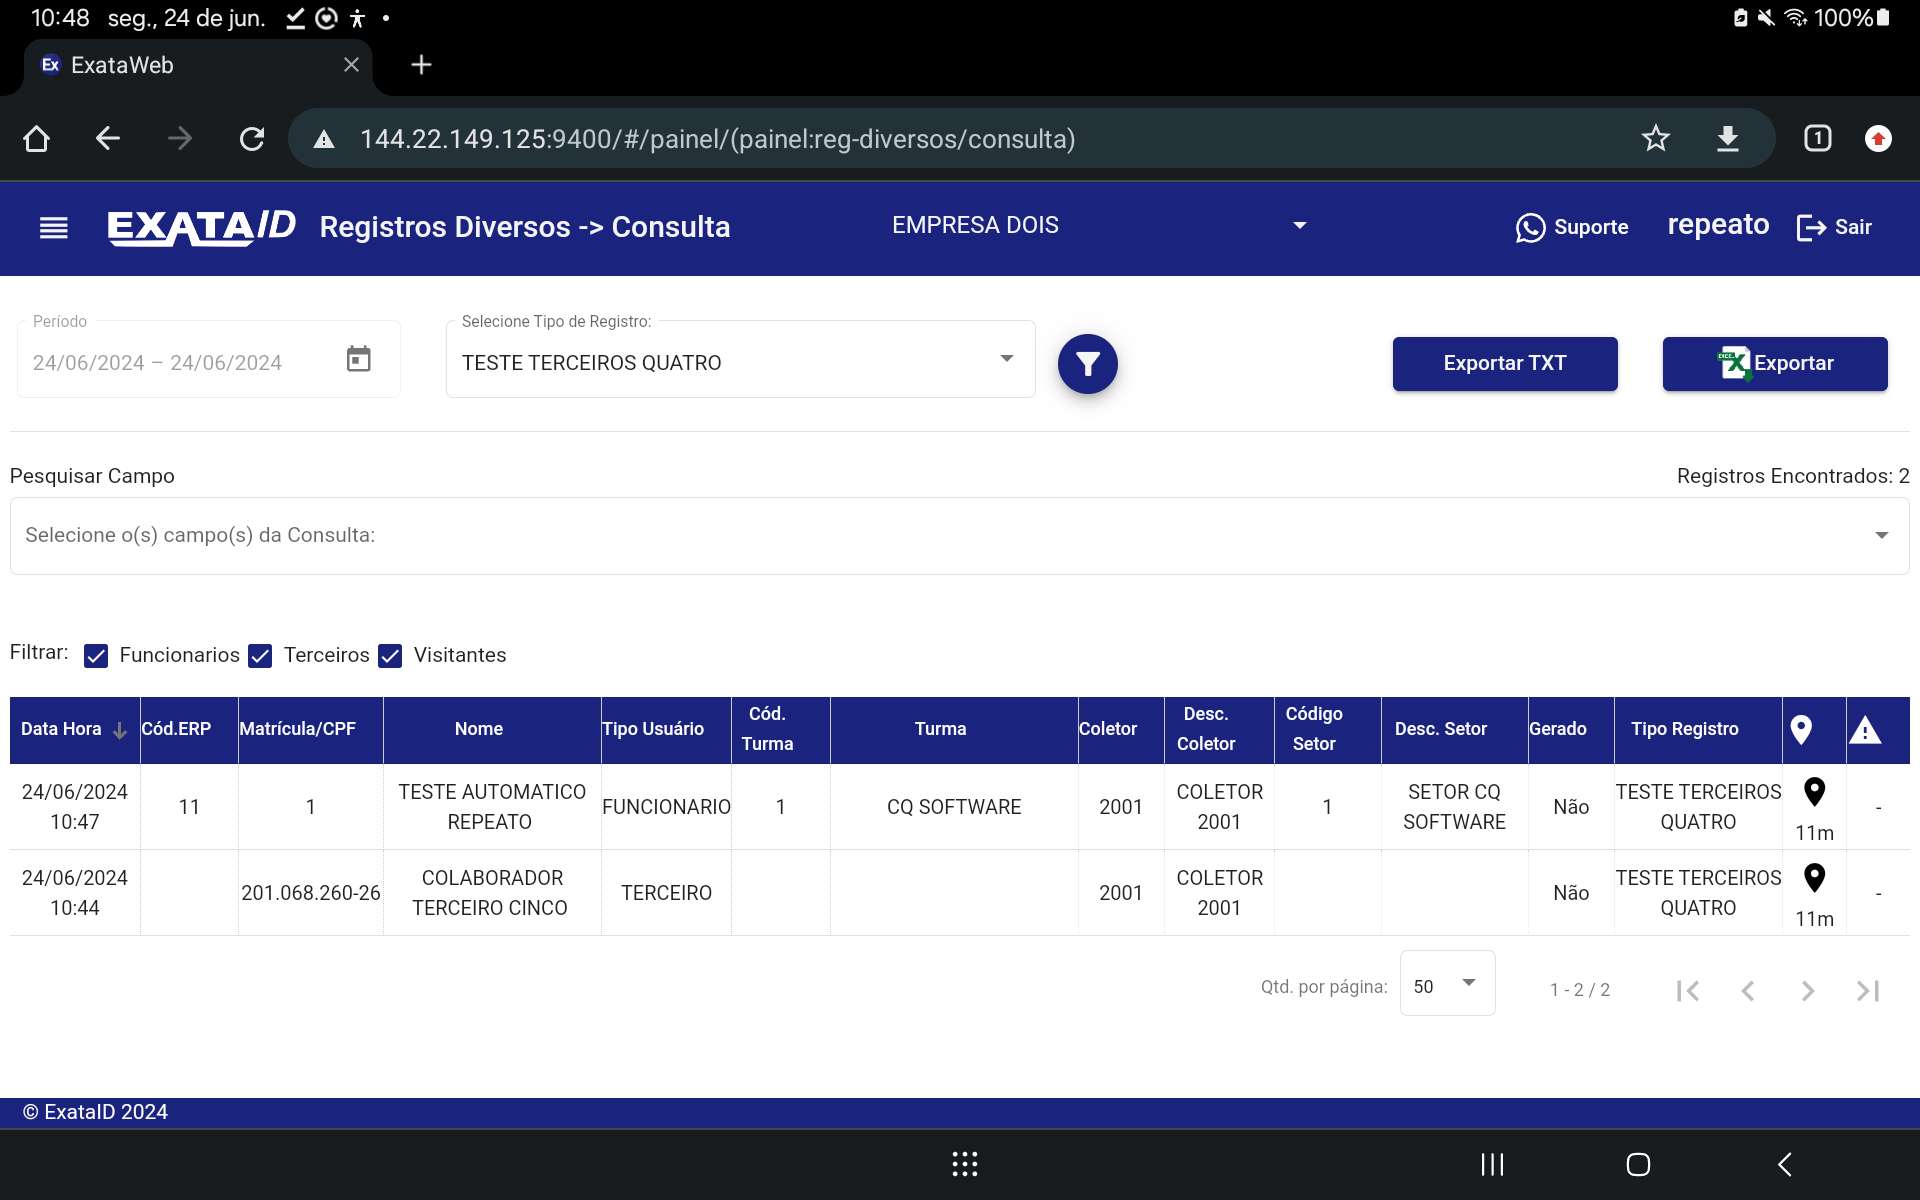 10:48 seg., 24 de jun.
100%
Ex ExataWeb
144.22.149.125:9400/#/painel/(painel:reg-diversos/consulta)
1
EXATAID Registros Diversos -> Consulta
EMPRESA DOIS
Suporte
repeato
Sair
Período
24/06/2024 – 24/06/2024
Selecione Tipo de Registro:
TESTE TERCEIROS QUATRO
Exportar TXT
Exportar
Pesquisar Campo
Registros Encontrados: 2
Selecione o(s) campo(s) da Consulta:
Filtrar: Funcionarios Terceiros Visitantes
Data Hora Cód.ERP Matrícula/CPF Nome Tipo Usuário Cód. Turma Turma Coletor Desc. Coletor Código Setor Desc. Setor Gerado Tipo Registro
24/06/2024 10:47 11 1 TESTE AUTOMATICO REPEATO FUNCIONARIO 1 CQ SOFTWARE 2001 COLETOR 2001 1 SETOR CQ SOFTWARE Não TESTE TERCEIROS QUATRO 11m -
24/06/2024 10:44 201.068.260-26 COLABORADOR TERCEIRO CINCO TERCEIRO 2001 COLETOR 2001 Não TESTE TERCEIROS QUATRO 11m -
Qtd. por página: 50 1 - 2 / 2
© ExataID 2024